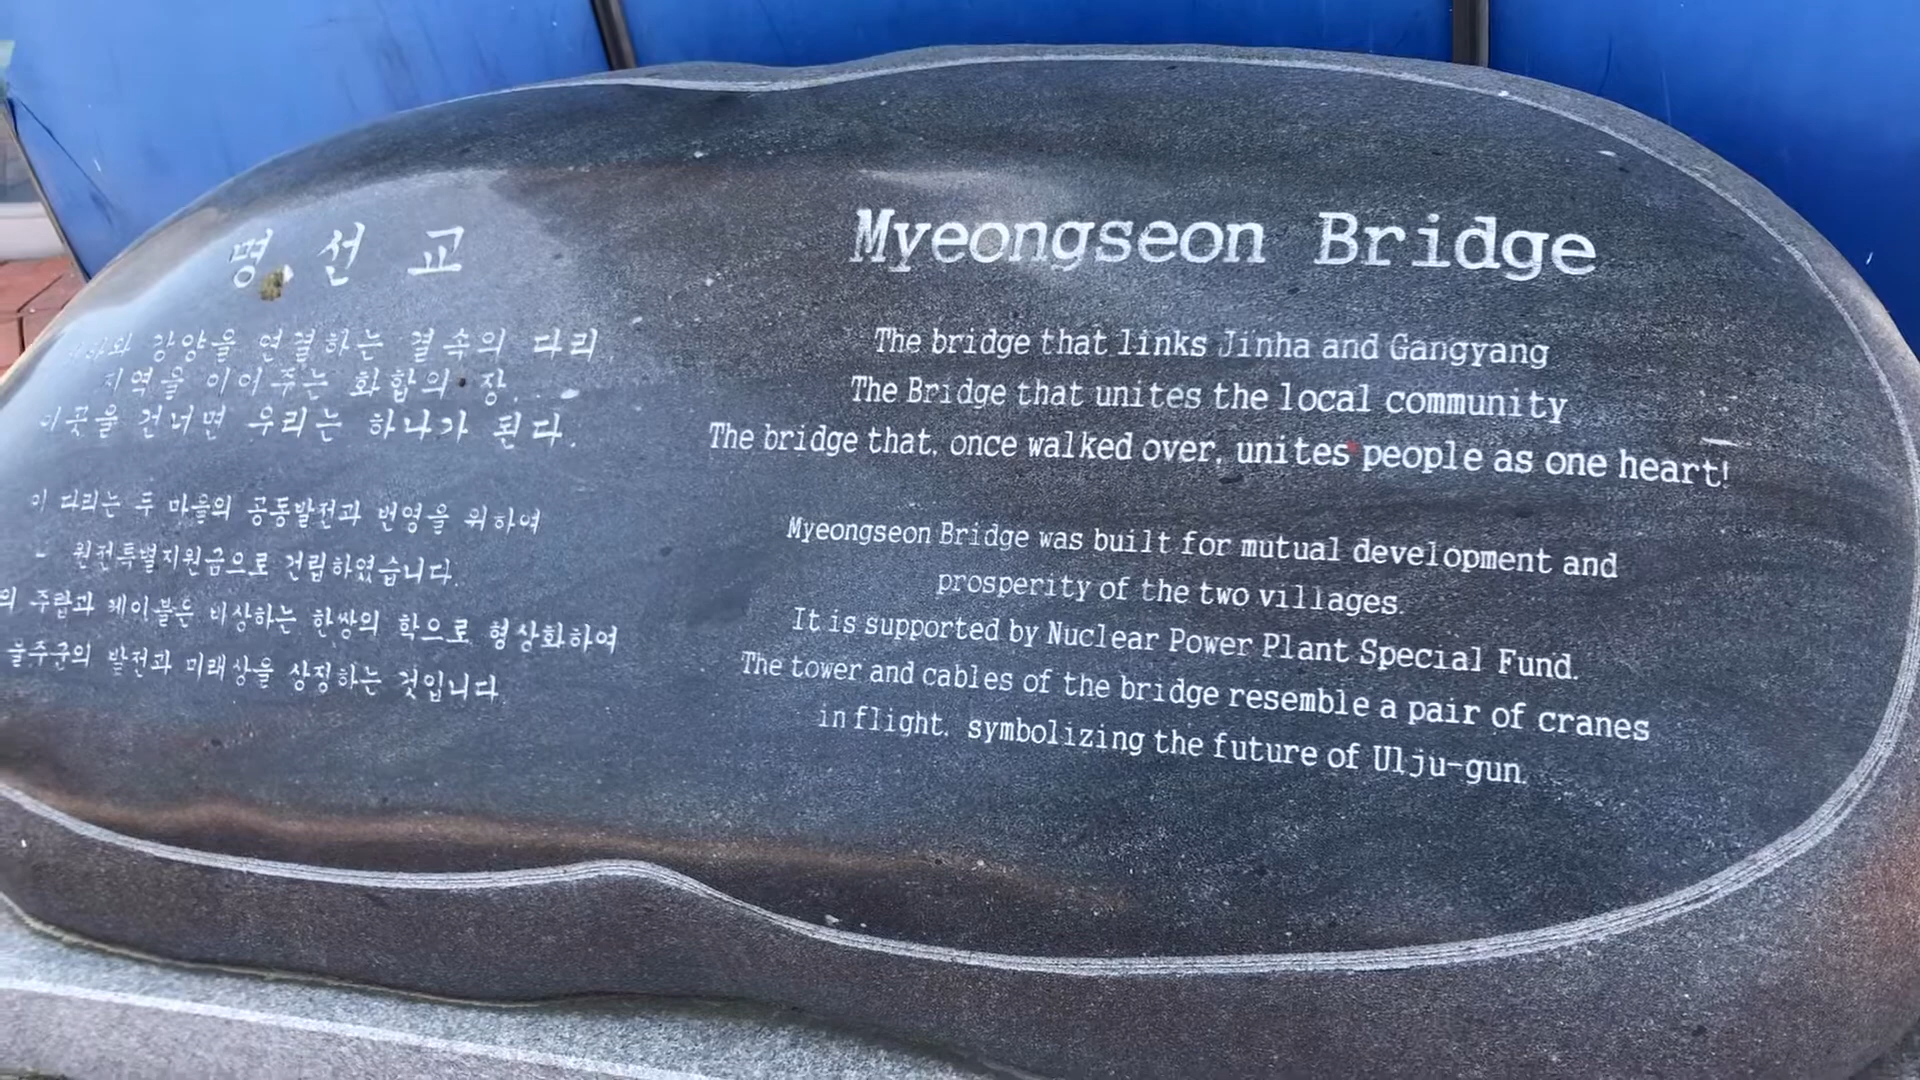 명 선 교
강양을 연결하는 결속의 다리
지역을 이어주는 화합의 장.
이곳을 건너면 우리는 하나가 된다.
이 다리는 두 마을의 공동발전과 번영을 위하여
원전특별지원금으로 건립하였습니다.
의 주탑과 케이블은 비상하는 한쌍의 학으로 형상화하여
울주군의 발전과 미래상을 상징하는 것입니다.
Myeongseon Bridge
The bridge that links Jinha and Gangyang
The Bridge that unites the local community
The bridge that, once walked over, unites people as one heart!
Myeongseon Bridge was built for mutual development and
prosperity of the two villages.
It is supported by Nuclear Power Plant Special Fund.
The tower and cables of the bridge resemble a pair of cranes
in flight, symbolizing the future of Ulju-gun.